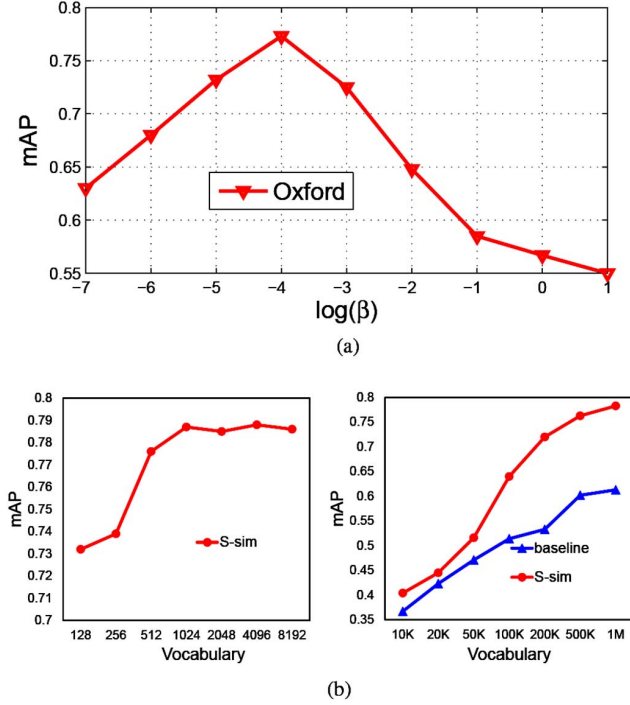 0.8
0.75
0.7
0.65
0.6
0.55
mAP
Oxford
−7 −6 −5 −4 −3 −2 −1 0 1
log(β)
(a)
0.8
0.79
0.78
0.77
0.76
0.75
0.74
0.73
0.72
0.71
0.7
mAP
S-sim
128 256 512 1024 2048 4096 8192
Vocabulary
0.8
0.75
0.7
0.65
0.6
0.55
0.5
0.45
0.4
0.35
mAP
baseline
S-sim
10K 20K 50K 100K 200K 500K 1M
Vocabulary
(b)